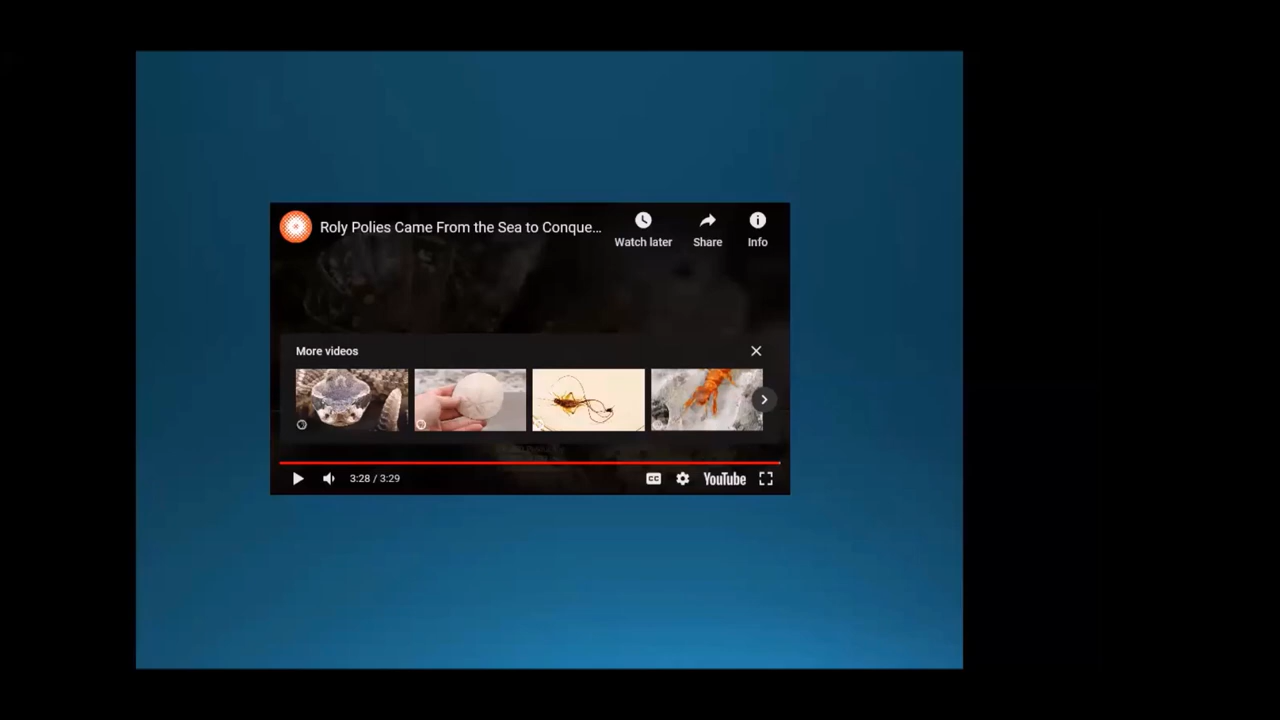 Roly Polies Came From the Sea to Conque...
Watch later
Share
Info
More videos
3:28 / 3:29
CC
YouTube